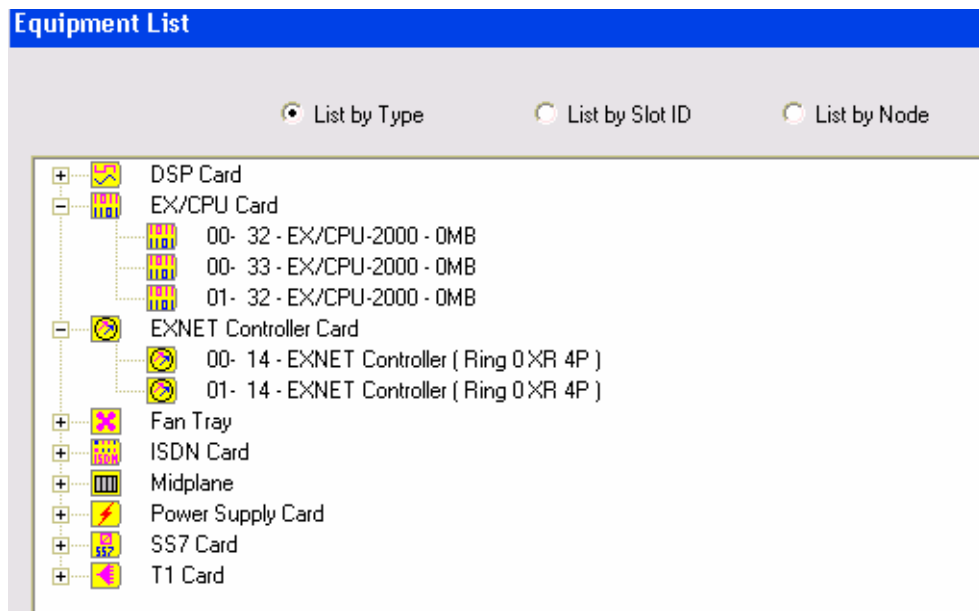 Equipment List
List by Type List by Slot ID List by Node
DSP Card
EX/CPU Card
00- 32 - EX/CPU-2000 - 0MB
00- 33 - EX/CPU-2000 - 0MB
01- 32 - EX/CPU-2000 - 0MB
EXNET Controller Card
00- 14 - EXNET Controller ( Ring 0 XR 4P )
01- 14 - EXNET Controller ( Ring 0 XR 4P )
Fan Tray
ISDN Card
Midplane
Power Supply Card
SS7 Card
T1 Card